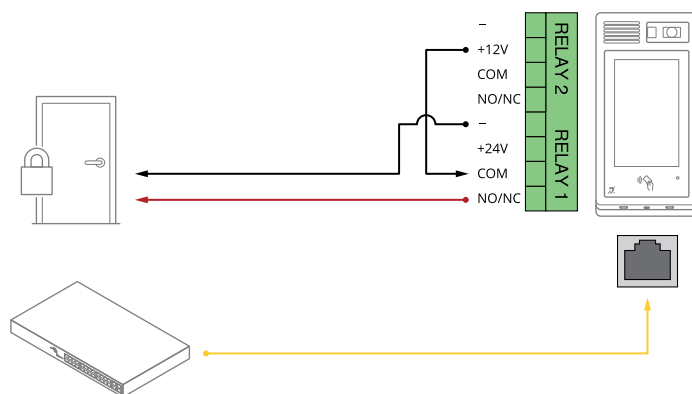 –
+12V
COM
NO/NC
–
+24V
COM
NO/NC
RELAY 2
RELAY 1